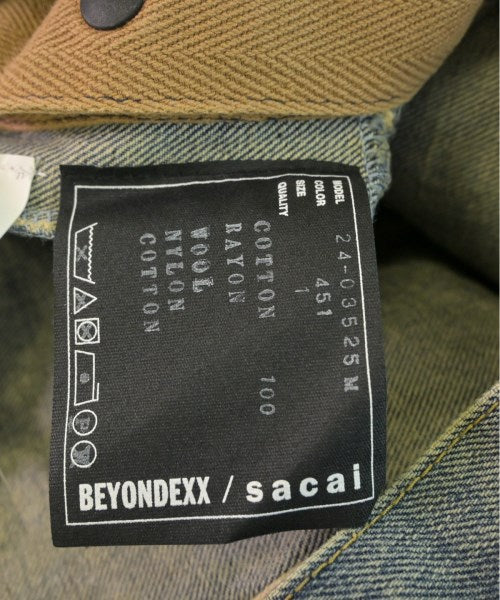 MODEL 24-03525M
COLOR 451
SIZE 1
QUALITY
COTTON 100
RAYON
WOOL
NYLON
COTTON
P
W
BEYONDEXX / sacai